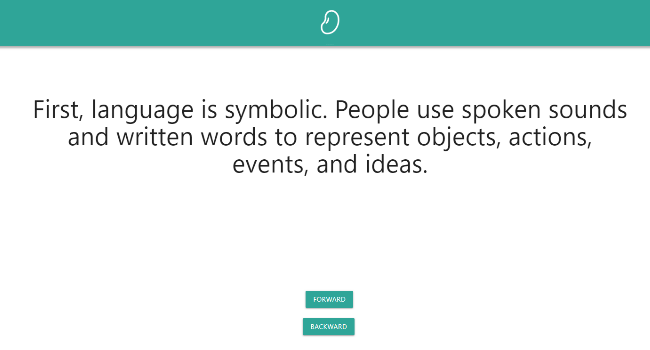 First, language is symbolic. People use spoken sounds
and written words to represent objects, actions,
events, and ideas.
FORWARD
BACKWARD